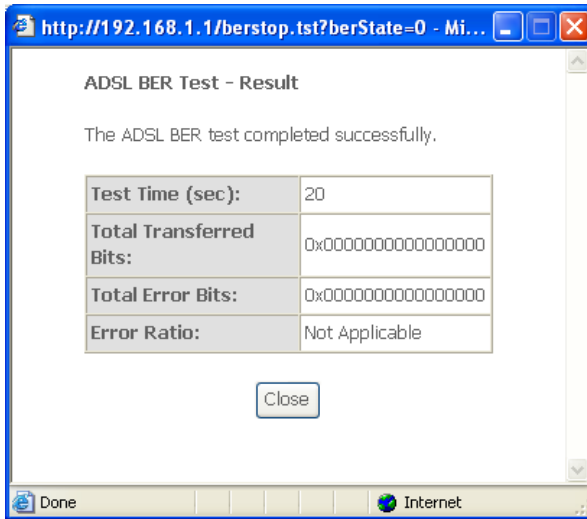 http://192.168.1.1/berstop.tst?berState=0 - Mi...
ADSL BER Test - Result
The ADSL BER test completed successfully.
Test Time (sec): 20
Total Transferred
Bits: 0x0000000000000000
Total Error Bits: 0x0000000000000000
Error Ratio: Not Applicable
Close
Done Internet